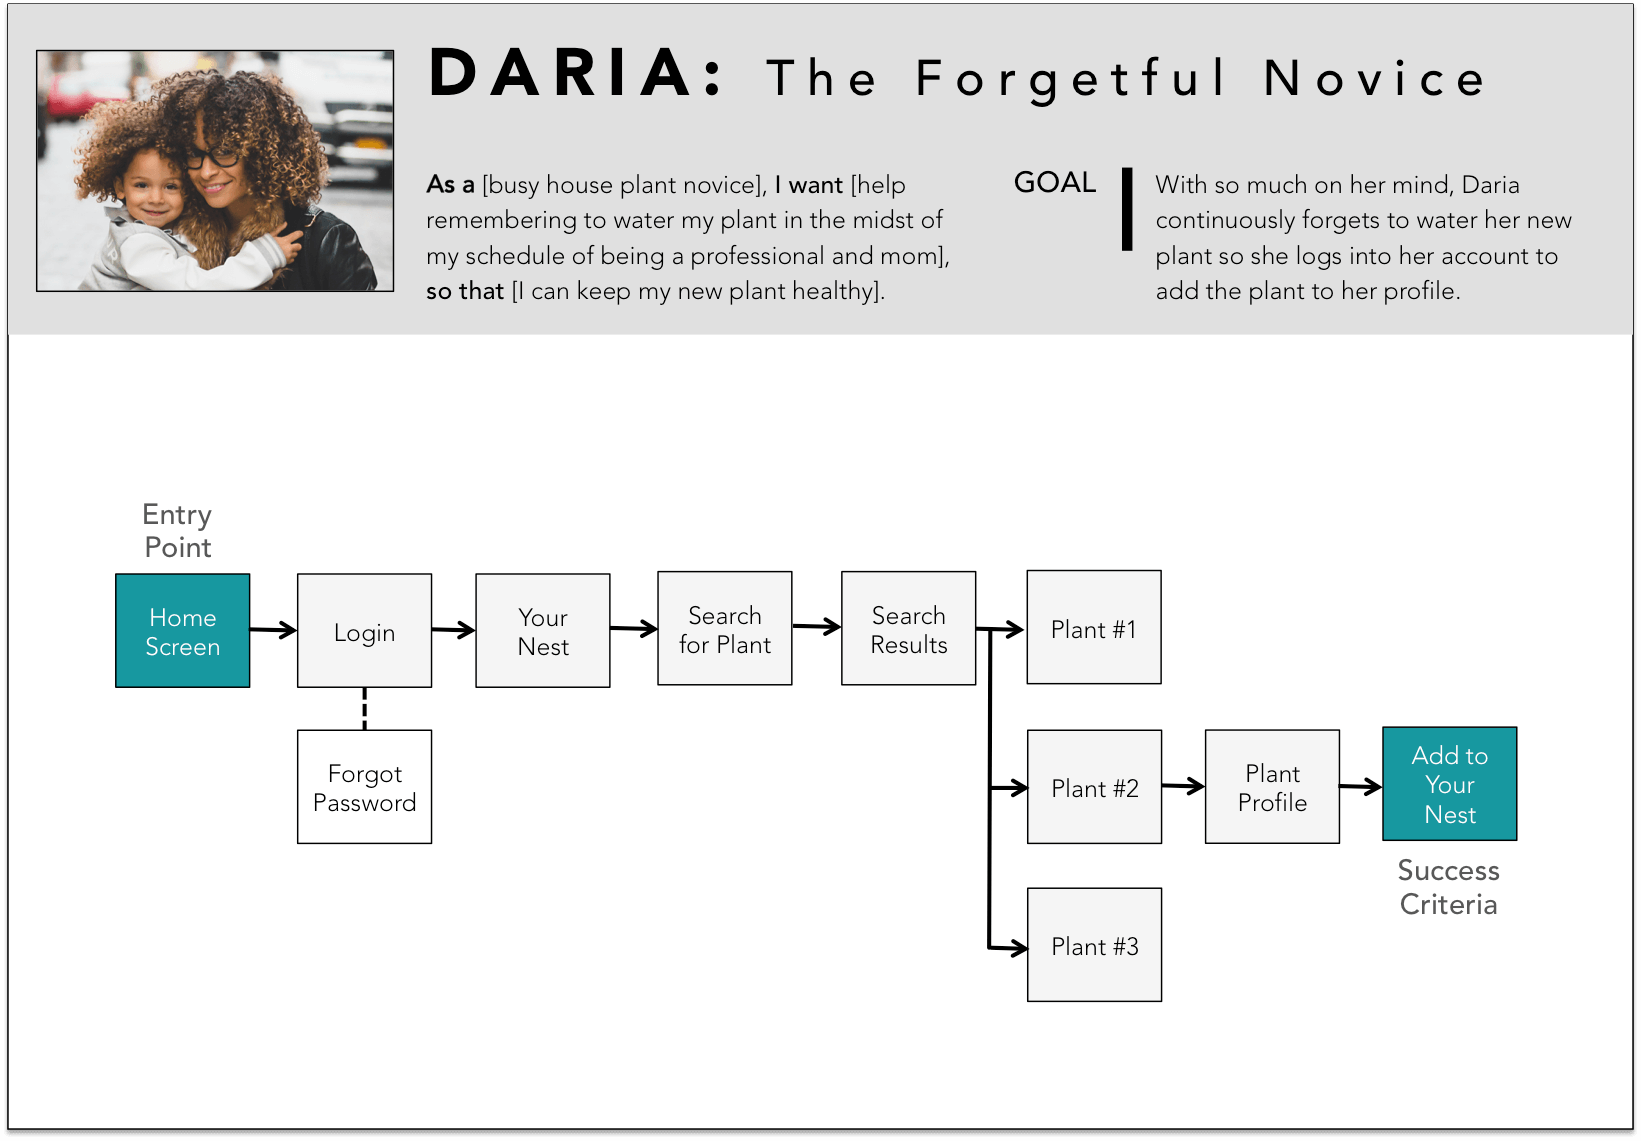 DARIA: The Forgetful Novice
As a [busy house plant novice], I want [help
remembering to water my plant in the midst of
my schedule of being a professional and mom],
so that [I can keep my new plant healthy].
GOAL
With so much on her mind, Daria
continuously forgets to water her new
plant so she logs into her account to
add the plant to her profile.
Entry
Point
Home
Screen
Login
Your
Nest
Search
for Plant
Search
Results
Plant #1
Forgot
Password
Plant #2
Plant
Profile
Add to
Your
Nest
Success
Criteria
Plant #3